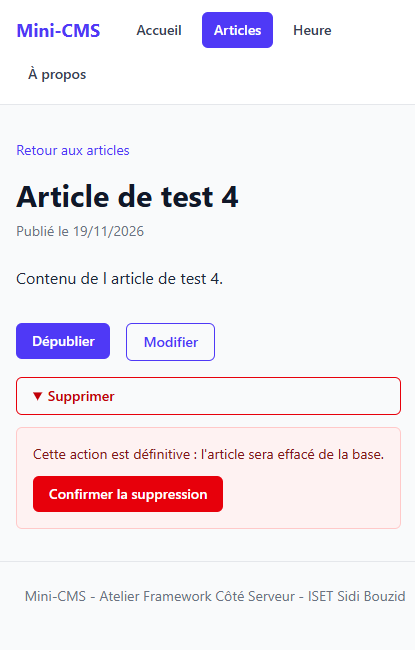 Mini-CMS Accueil Articles Heure
À propos
Retour aux articles
Article de test 4
Publié le 19/11/2026
Contenu de l article de test 4.
Dépublier Modifier
▼ Supprimer
Cette action est définitive : l'article sera effacé de la base.
Confirmer la suppression
Mini-CMS - Atelier Framework Côté Serveur - ISET Sidi Bouzid